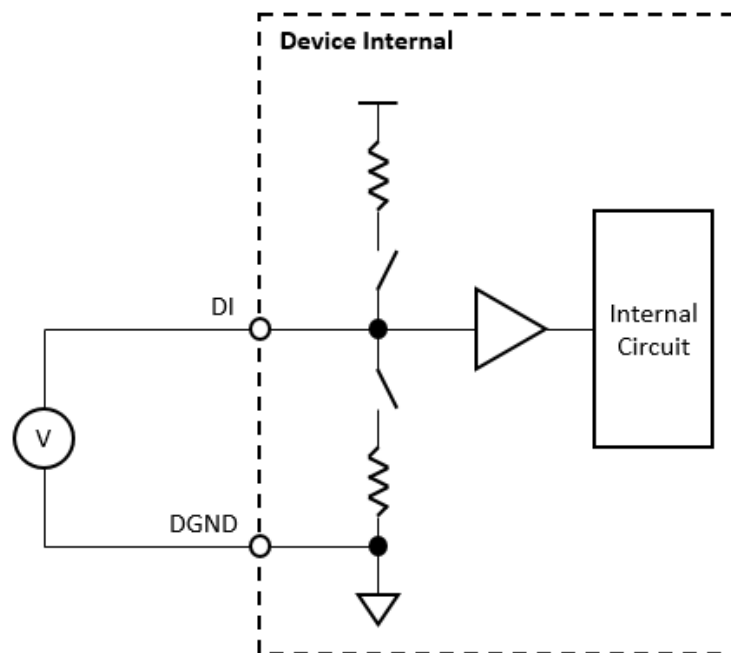 Device Internal
DI
Internal
Circuit
V
DGND